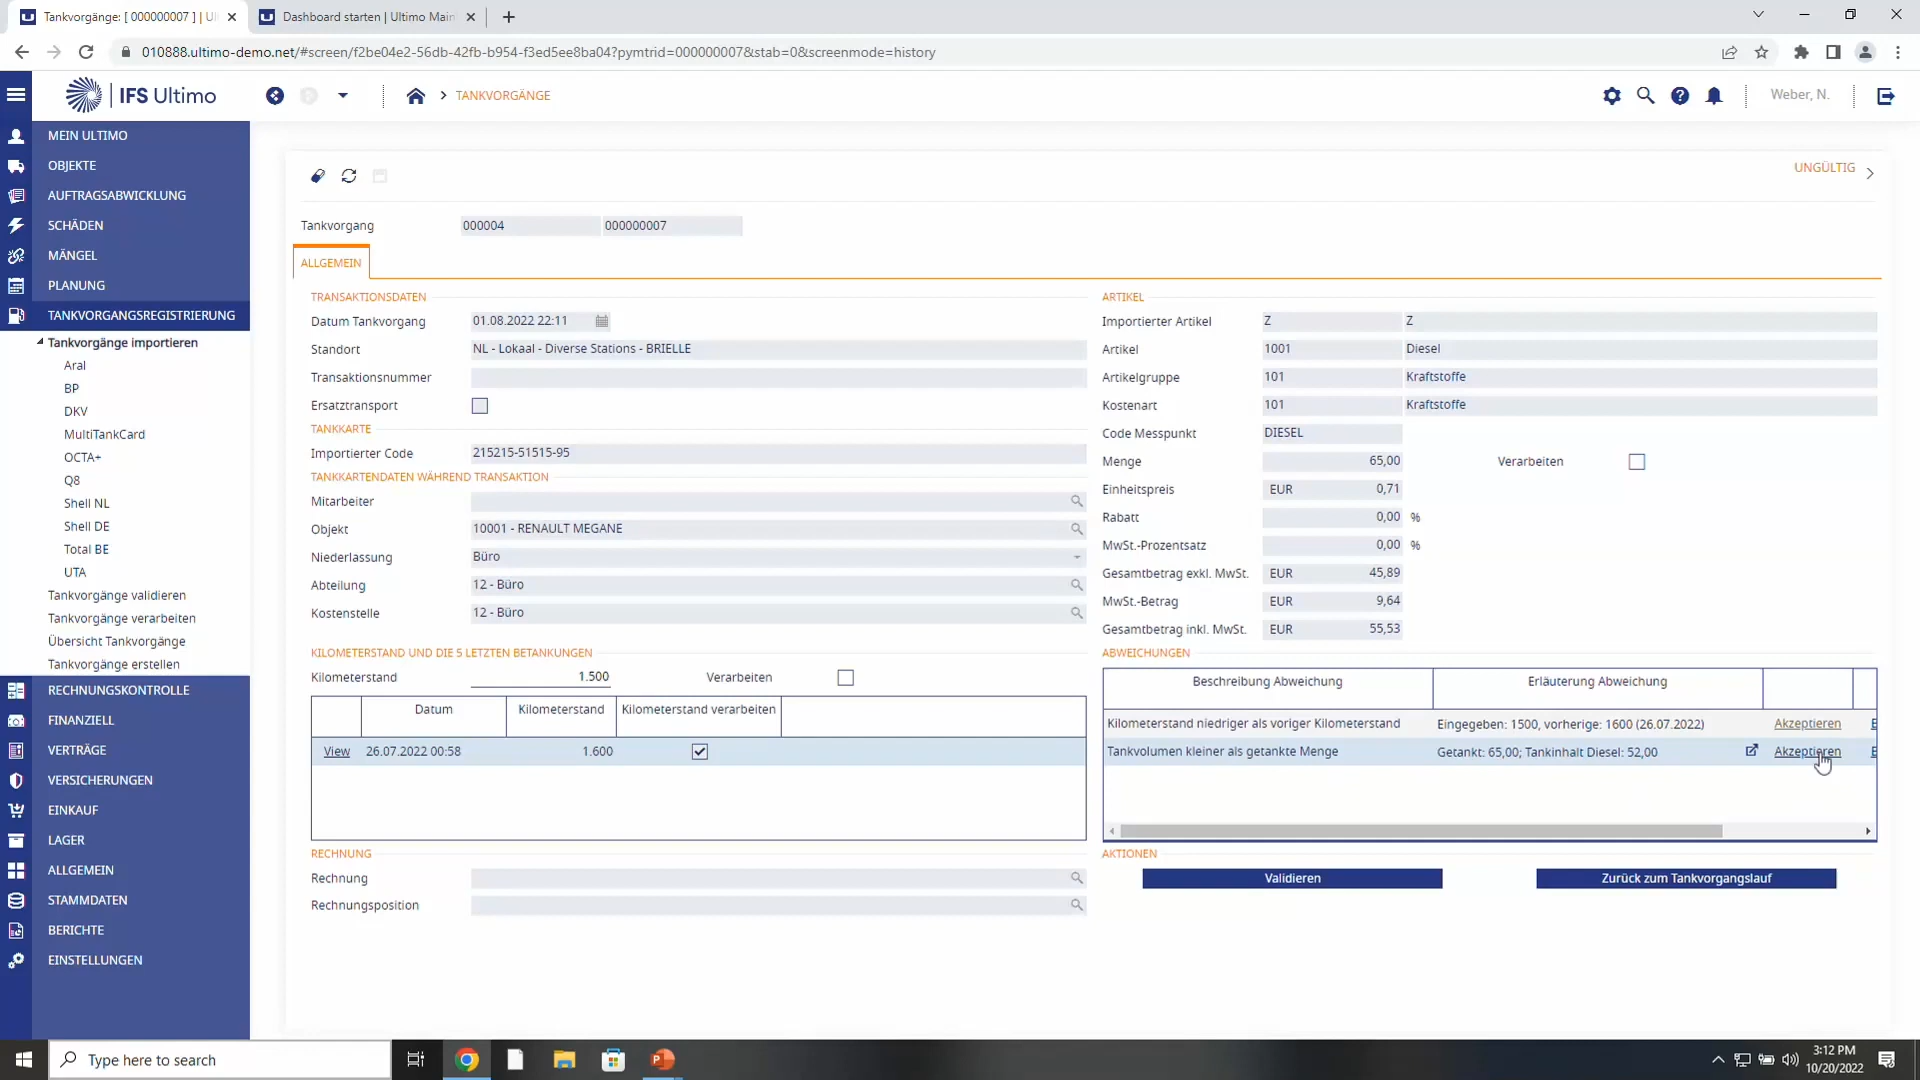 Tankvorgänge: [ 000000007 ] | Ul
Dashboard starten | Ultimo Main
010888.ultimo-demo.net/#screen/f2be04e2-56db-42fb-b954-f3ed5ee8ba04?pymtrid=000000007&stab=0&screenmode=history
IFS Ultimo
TANKVORGÄNGE
Weber, N.
MEIN ULTIMO
OBJEKTE
AUFTRAGSABWICKLUNG
SCHÄDEN
MÄNGEL
PLANUNG
TANKVORGANGSREGISTRIERUNG
Tankvorgänge importieren
Aral
BP
DKV
MultiTankCard
OCTA+
Q8
Shell NL
Shell DE
Total BE
UTA
Tankvorgänge validieren
Tankvorgänge verarbeiten
Übersicht Tankvorgänge
Tankvorgänge erstellen
RECHNUNGSKONTROLLE
FINANZIELL
VERTRÄGE
VERSICHERUNGEN
EINKAUF
LAGER
ALLGEMEIN
STAMMDATEN
BERICHTE
EINSTELLUNGEN
UNGÜLTIG
Tankvorgang 000004 000000007
ALLGEMEIN
TRANSAKTIONSDATEN
Datum Tankvorgang 01.08.2022 22:11
Standort NL - Lokaal - Diverse Stations - BRIELLE
Transaktionsnummer
Ersatztransport
TANKKARTE
Importierter Code 215215-51515-95
TANKKARTENDATEN WÄHREND TRANSAKTION
Mitarbeiter
Objekt 10001 - RENAULT MEGANE
Niederlassung Büro
Abteilung 12 - Büro
Kostenstelle 12 - Büro
KILOMETERSTAND UND DIE 5 LETZTEN BETANKUNGEN
Kilometerstand 1.500 Verarbeiten
Datum Kilometerstand Kilometerstand verarbeiten
View 26.07.2022 00:58 1.600
RECHNUNG
Rechnung
Rechnungsposition
ARTIKEL
Importierter Artikel Z Z
Artikel 1001 Diesel
Artikelgruppe 101 Kraftstoffe
Kostenart 101 Kraftstoffe
Code Messpunkt DIESEL
Menge 65,00 Verarbeiten
Einheitspreis EUR 0,71
Rabatt 0,00 %
MwSt.-Prozentsatz 0,00 %
Gesamtbetrag exkl. MwSt. EUR 45,89
MwSt.-Betrag EUR 9,64
Gesamtbetrag inkl. MwSt. EUR 55,53
ABWEICHUNGEN
Beschreibung Abweichung Erläuterung Abweichung
Kilometerstand niedriger als voriger Kilometerstand Eingegeben: 1500, vorherige: 1600 (26.07.2022) Akzeptieren
Tankvolumen kleiner als getankte Menge Getankt: 65,00; Tankinhalt Diesel: 52,00 Akzeptieren
AKTIONEN
Validieren Zurück zum Tankvorgangslauf
Type here to search
3:12 PM
10/20/2022